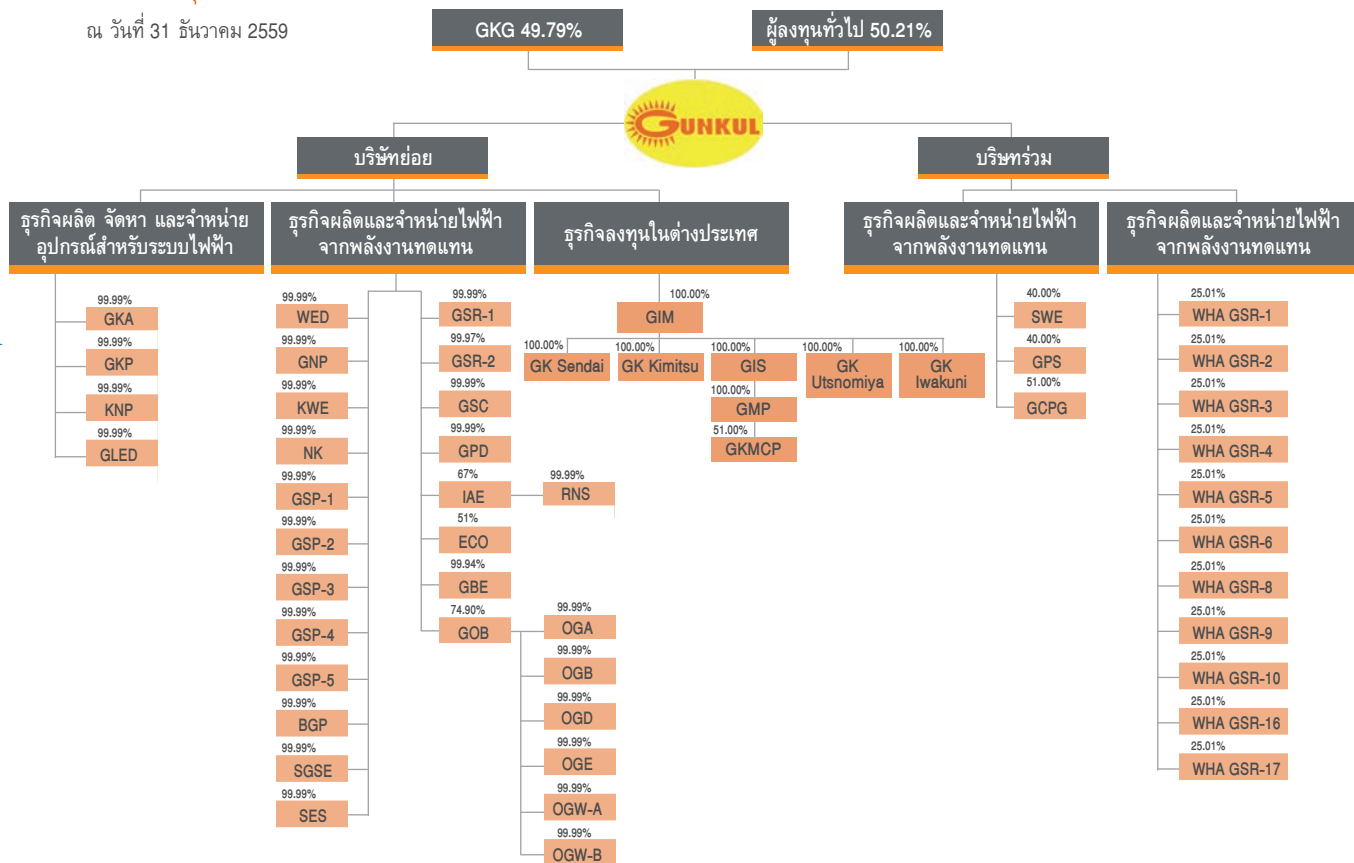 ณ วันที่ 31 ธันวาคม 2559
GKG 49.79%
ผู้ลงทุนทั่วไป 50.21%
GUNKUL
บริษัทย่อย
บริษัทร่วม
ธุรกิจผลิต จัดหา และจำหน่าย
อุปกรณ์สำหรับระบบไฟฟ้า
ธุรกิจผลิตและจำหน่ายไฟฟ้า
จากพลังงานทดแทน
ธุรกิจลงทุนในต่างประเทศ
ธุรกิจผลิตและจำหน่ายไฟฟ้า
จากพลังงานทดแทน
ธุรกิจผลิตและจำหน่ายไฟฟ้า
จากพลังงานทดแทน
99.99%
GKA
99.99%
GKP
99.99%
KNP
99.99%
GLED
99.99%
WED
99.99%
GNP
99.99%
KWE
99.99%
NK
99.99%
GSP-1
99.99%
GSP-2
99.99%
GSP-3
99.99%
GSP-4
99.99%
GSP-5
99.99%
BGP
99.99%
SGSE
99.99%
SES
99.99%
GSR-1
99.97%
GSR-2
99.99%
GSC
99.99%
GPD
67%
IAE
99.99%
RNS
51%
ECO
99.94%
GBE
74.90%
GOB
99.99%
OGA
99.99%
OGB
99.99%
OGD
99.99%
OGE
99.99%
OGW-A
99.99%
OGW-B
100.00%
GIM
100.00%
GK Sendai
100.00%
GK Kimitsu
100.00%
GIS
100.00%
GMP
51.00%
GKMCP
100.00%
GK
Utsnomiya
100.00%
GK
Iwakuni
40.00%
SWE
40.00%
GPS
51.00%
GCPG
25.01%
WHA GSR-1
25.01%
WHA GSR-2
25.01%
WHA GSR-3
25.01%
WHA GSR-4
25.01%
WHA GSR-5
25.01%
WHA GSR-6
25.01%
WHA GSR-8
25.01%
WHA GSR-9
25.01%
WHA GSR-10
25.01%
WHA GSR-16
25.01%
WHA GSR-17